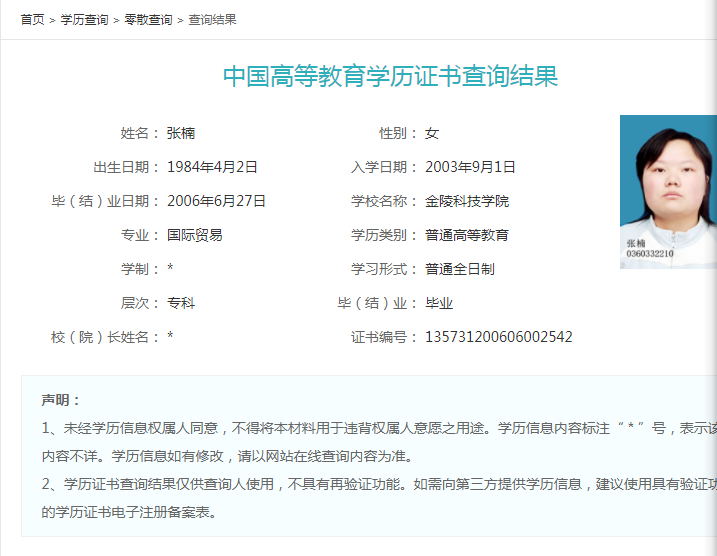 首页 > 学历查询 > 零散查询 > 查询结果
中国高等教育学历证书查询结果
姓名： 张楠 性别： 女
出生日期： 1984年4月2日 入学日期： 2003年9月1日
毕（结）业日期： 2006年6月27日 学校名称： 金陵科技学院
专业： 国际贸易 学历类别： 普通高等教育
学制： * 学习形式： 普通全日制
层次： 专科 毕（结）业： 毕业
校（院）长姓名： * 证书编号： 135731200606002542
张楠
0360332210
声明：
1、未经学历信息权属人同意，不得将本材料用于违背权属人意愿之用途。学历信息内容标注“ * ”号，表示该
内容不详。学历信息如有修改，请以网站在线查询内容为准。
2、学历证书查询结果仅供查询人使用，不具有再验证功能。如需向第三方提供学历信息，建议使用具有验证功
的学历证书电子注册备案表。